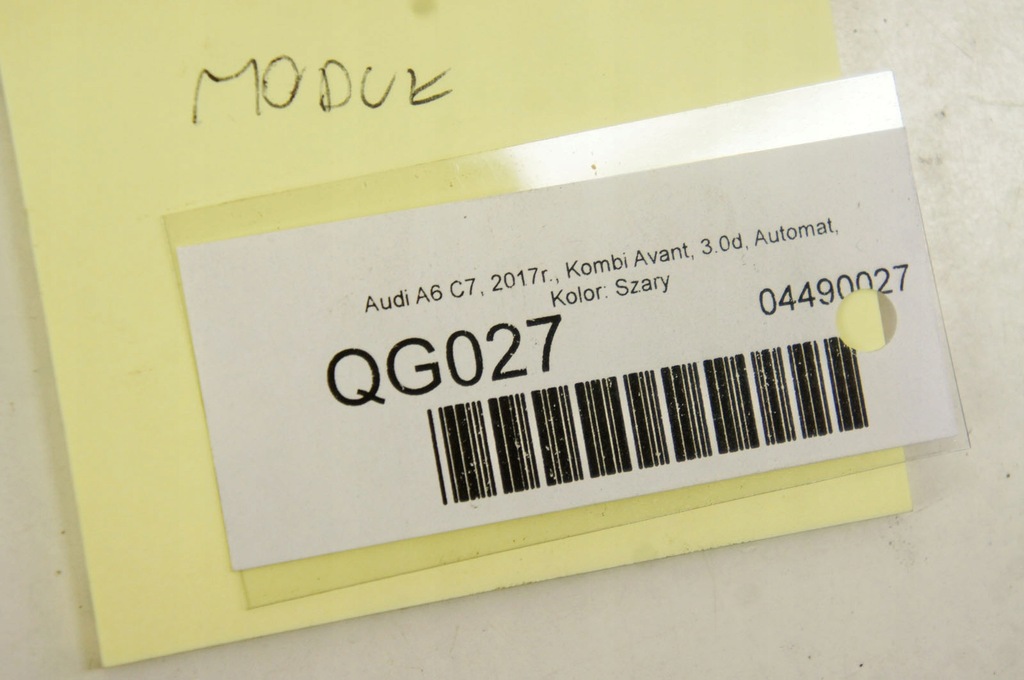 MODUŁ
Audi A6 C7, 2017r., Kombi Avant, 3.0d, Automat,
Kolor: Szary
04490027
QG027